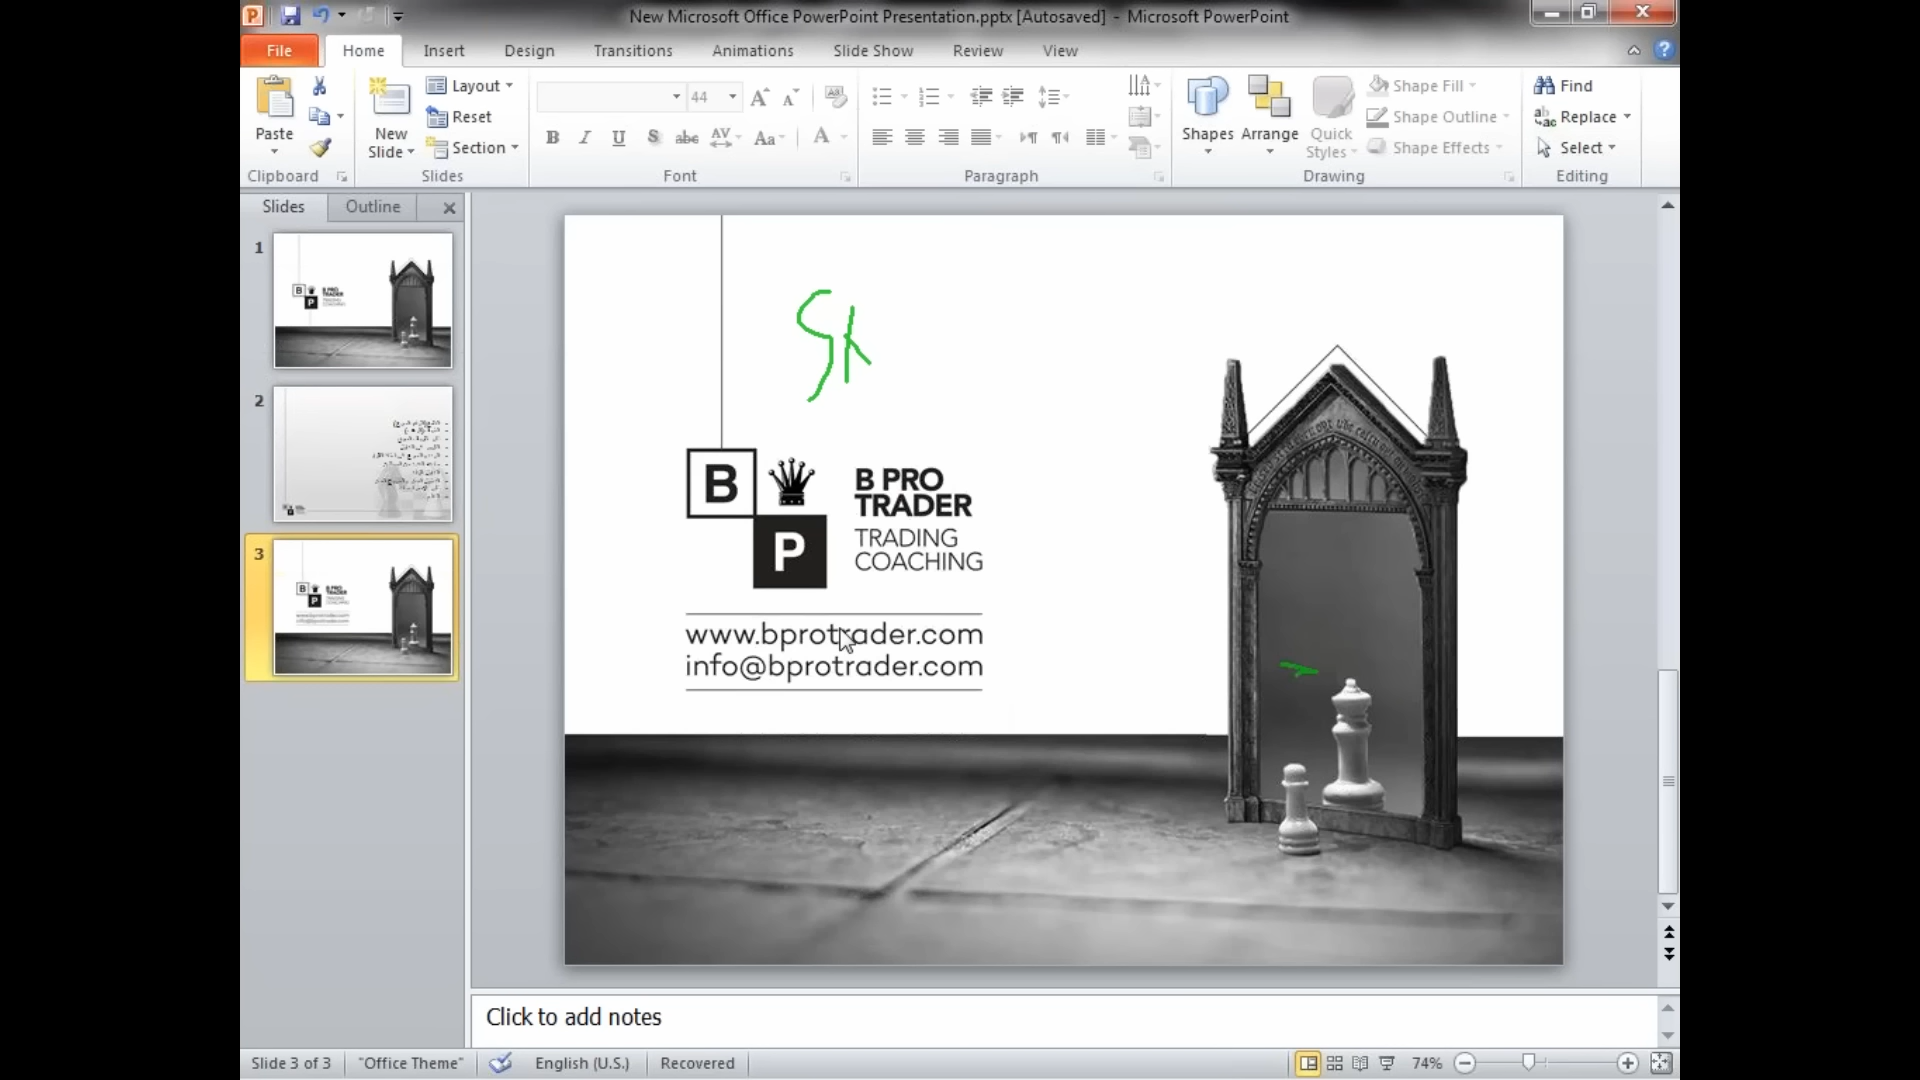 New Microsoft Office PowerPoint Presentation.pptx [Autosaved] - Microsoft PowerPoint
File Home Insert Design Transitions Animations Slide Show Review View
Paste
New Slide
Layout
Reset
Section
44
Shapes Arrange Quick Styles
Shape Fill
Shape Outline
Shape Effects
Find
Replace
Select
Clipboard Slides Font Paragraph Drawing Editing
Slides Outline
1
2
3
B
P
B PRO
TRADER
TRADING
COACHING
www.bprotrader.com
info@bprotrader.com
Click to add notes
Slide 3 of 3 "Office Theme" English (U.S.) Recovered 74%